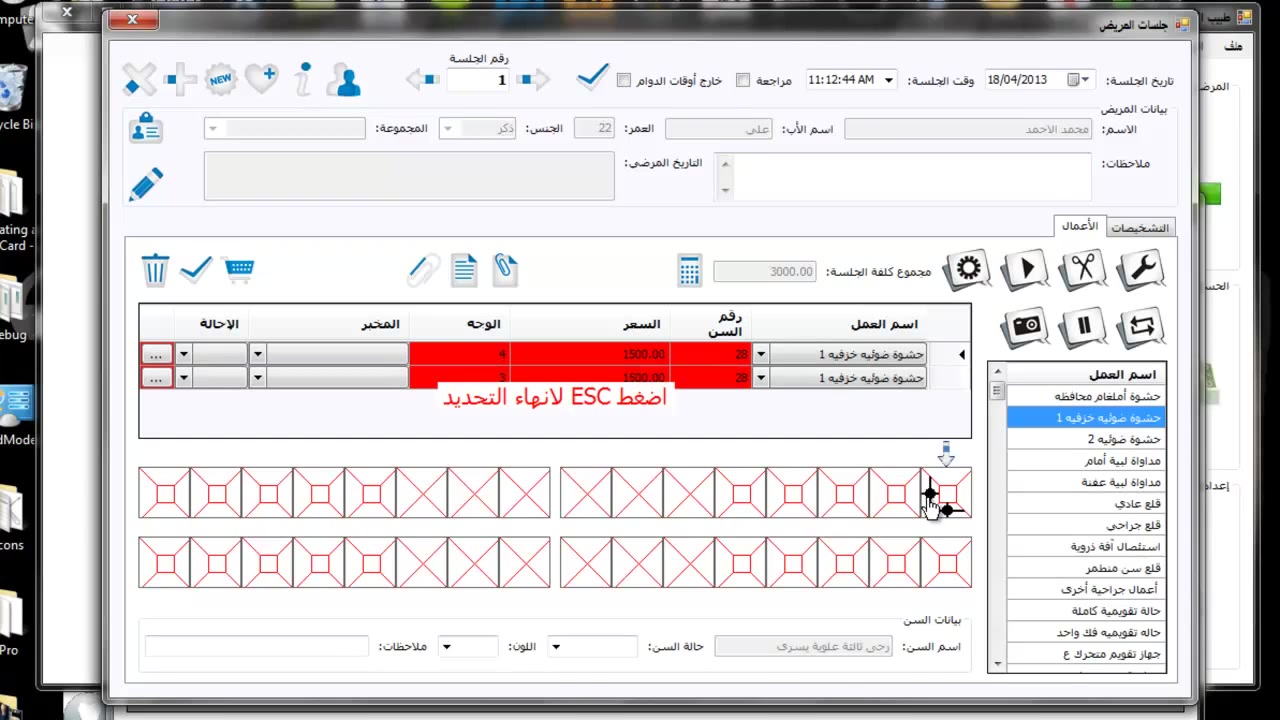 جلسات المريض
طبيب ا
ملف
تاريخ الجلسة: 18/04/2013 وقت الجلسة: 11:12:44 AM مراجعة خارج أوقات الدوام
رقم الجلسة
1
NEW
بيانات المريض
الاسم: محمد الاحمد اسم الأب: علي العمر: 22 الجنس: ذكر المجموعة:
ملاحظات: التاريخ المرضي:
التشخيصات الأعمال
مجموع كلفة الجلسة: 3000.00
اسم العمل رقم السن السعر الوجه المخبر الإحالة
حشوة ضوئيه خزفيه 1 28 1500.00 4 ...
حشوة ضوئيه خزفيه 1 28 1500.00 3 ...
اضغط ESC لانهاء التحديد
اسم العمل
حشوة أملغام محافظه
حشوة ضوئيه خزفيه 1
حشوة ضوئيه 2
مداواة لبية أمام
مداواة لبية عفنة
قلع عادي
قلع جراحي
استئصال آفة ذروية
قلع سن منطمر
أعمال جراحية أخرى
حالة تقويمية كاملة
حاله تقويميه فك واحد
جهاز تقويم متحرك ع
بيانات السن
اسم السن: رحى ثالثة علوية يسرى حالة السن: اللون: ملاحظات: